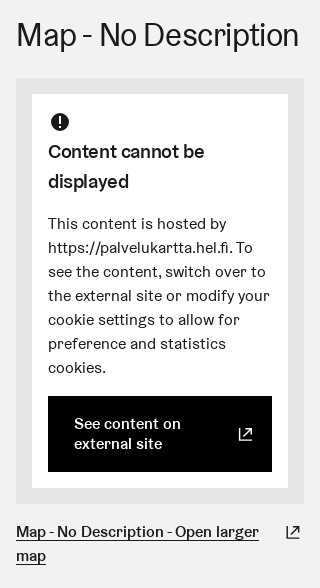 Map - No Description
Content cannot be
displayed
This content is hosted by
https://palvelukartta.hel.fi. To
see the content, switch over to
the external site or modify your
cookie settings to allow for
preference and statistics
cookies.
See content on
external site
Map - No Description - Open larger
map